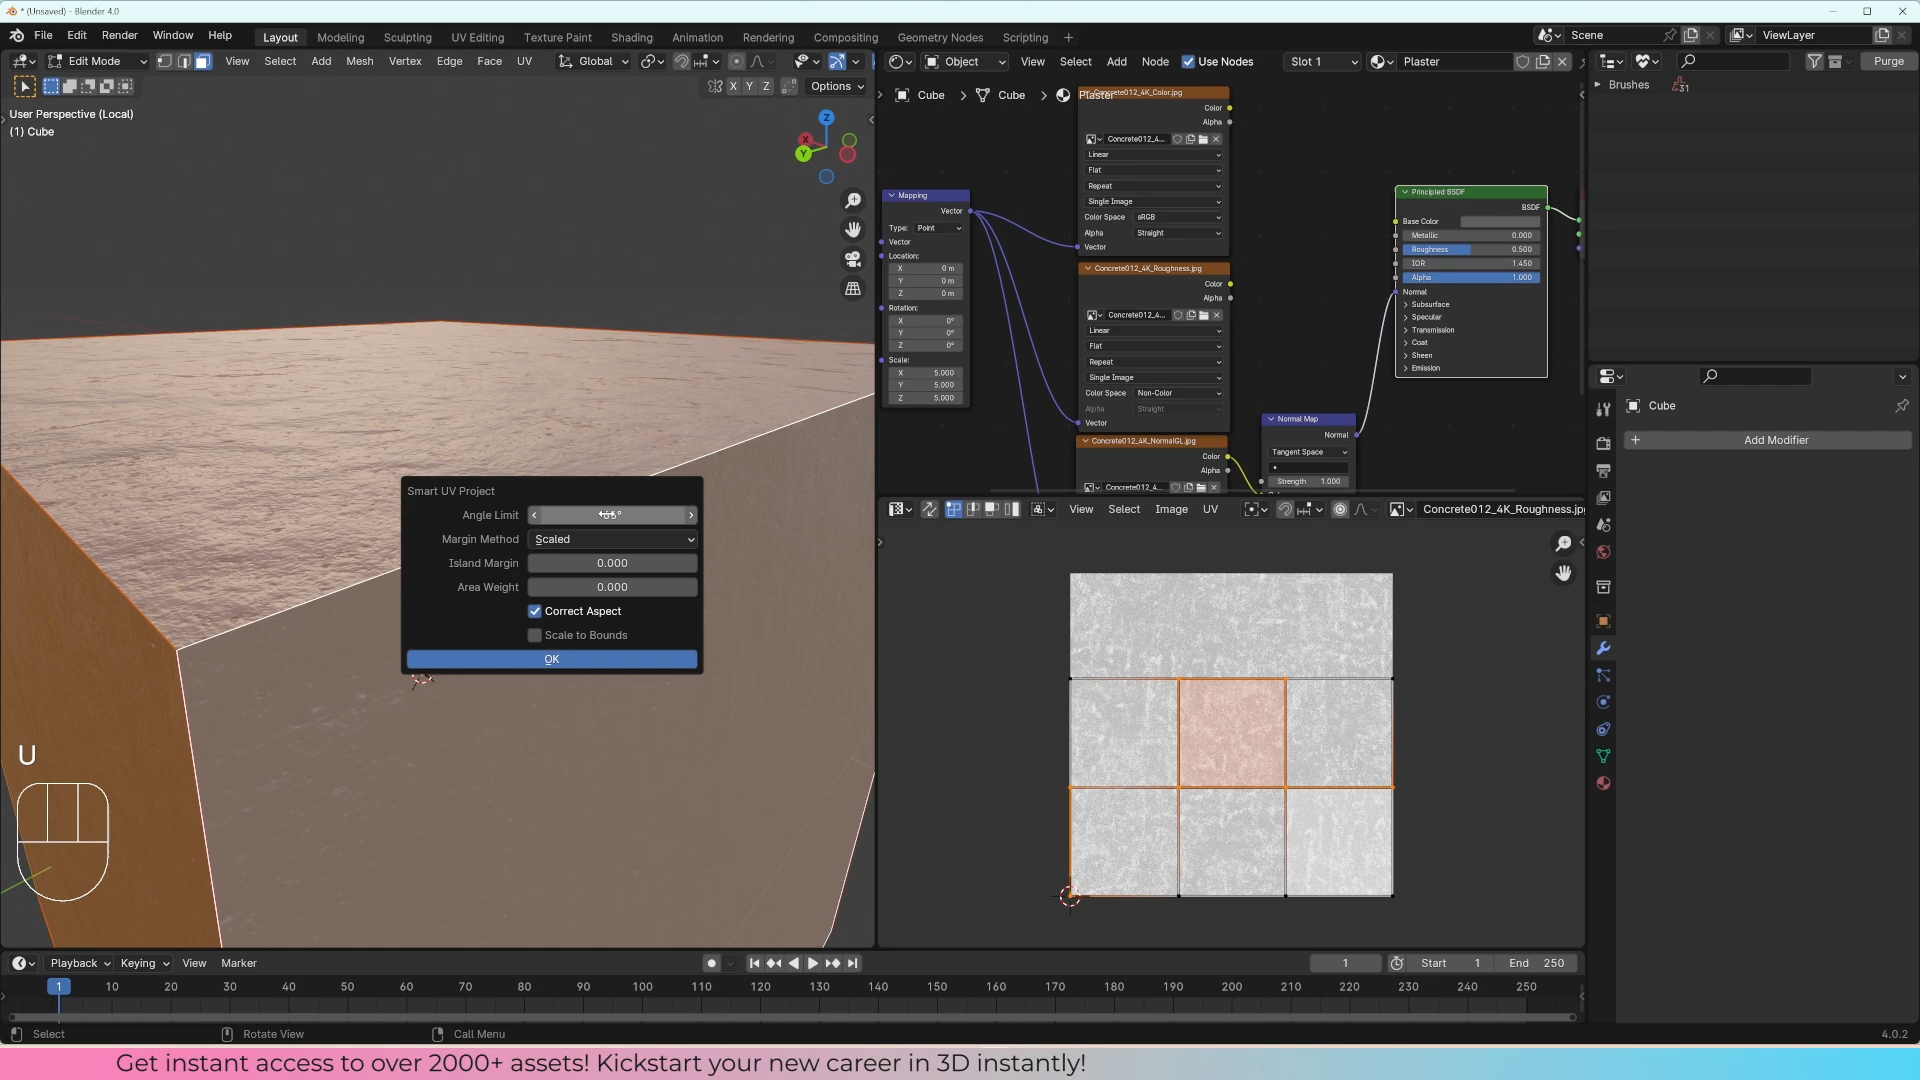 * (Unsaved) - Blender 4.0
File Edit Render Window Help
Layout Modeling Sculpting UV Editing Texture Paint Shading Animation Rendering Compositing Geometry Nodes Scripting +
Scene
ViewLayer
Edit Mode View Select Add Mesh Vertex Edge Face UV Global
X Y Z Options
User Perspective (Local)
(1) Cube
Z
X
Y
U
Smart UV Project
Angle Limit
Margin Method Scaled
Island Margin 0.000
Area Weight 0.000
Correct Aspect
Scale to Bounds
OK
Object View Select Add Node Use Nodes Slot 1 Plaster
Cube > Cube > Plaster
Mapping
Vector
Type: Point
Vector
Location:
X 0 m
Y 0 m
Z 0 m
Rotation:
X 0°
Y 0°
Z 0°
Scale:
X 5.000
Y 5.000
Z 5.000
Concrete012_4K_Color.jpg
Color
Alpha
Concrete012_4...
Linear
Flat
Repeat
Single Image
Color Space sRGB
Alpha Straight
Vector
Concrete012_4K_Roughness.jpg
Color
Alpha
Concrete012_4...
Linear
Flat
Repeat
Single Image
Color Space Non-Color
Alpha Straight
Vector
Concrete012_4K_NormalGL.jpg
Color
Alpha
Concrete012_4...
Normal Map
Normal
Tangent Space
Strength 1.000
Principled BSDF
BSDF
Base Color
Metallic 0.000
Roughness 0.500
IOR 1.450
Alpha 1.000
Normal
Subsurface
Specular
Transmission
Coat
Sheen
Emission
View Select Image UV Concrete012_4K_Roughness.jp
Purge
Brushes 31
Cube
+ Add Modifier
Playback Keying View Marker
1 Start 1 End 250
1 10 20 30 40 50 60 70 80 90 100 110 120 130 140 150 160 170 180 190 200 210 220 230 240 250
Select Rotate View Call Menu 4.0.2
Get instant access to over 2000+ assets! Kickstart your new career in 3D instantly!